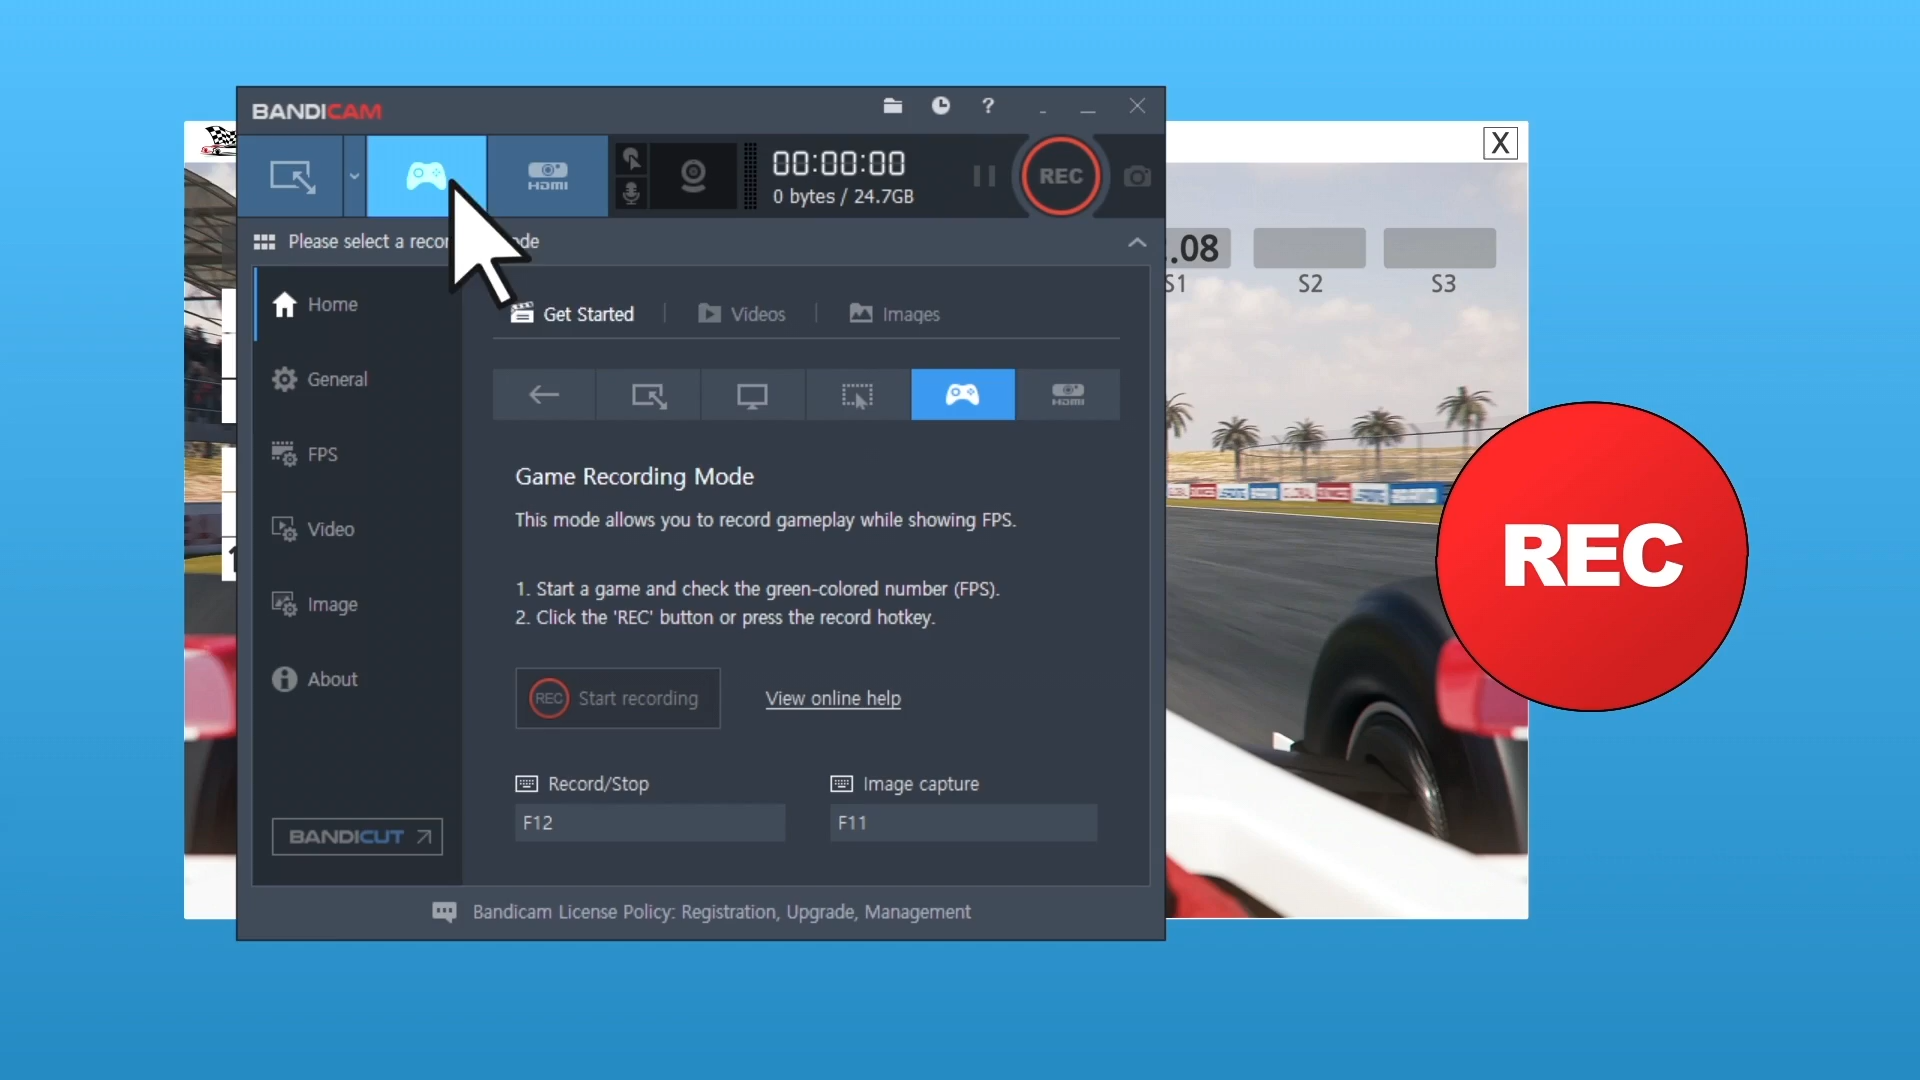 BANDICAM
?
X
HDMI
00:00:00
0 bytes / 24.7GB
REC
Please select a recor
ode
.08
S1
S2
S3
Home
General
FPS
Video
Image
About
BANDICUT
Get Started
Videos
Images
HDMI
Game Recording Mode
This mode allows you to record gameplay while showing FPS.
1. Start a game and check the green-colored number (FPS).
2. Click the 'REC' button or press the record hotkey.
REC Start recording
View online help
Record/Stop
Image capture
F12
F11
Bandicam License Policy: Registration, Upgrade, Management
REC